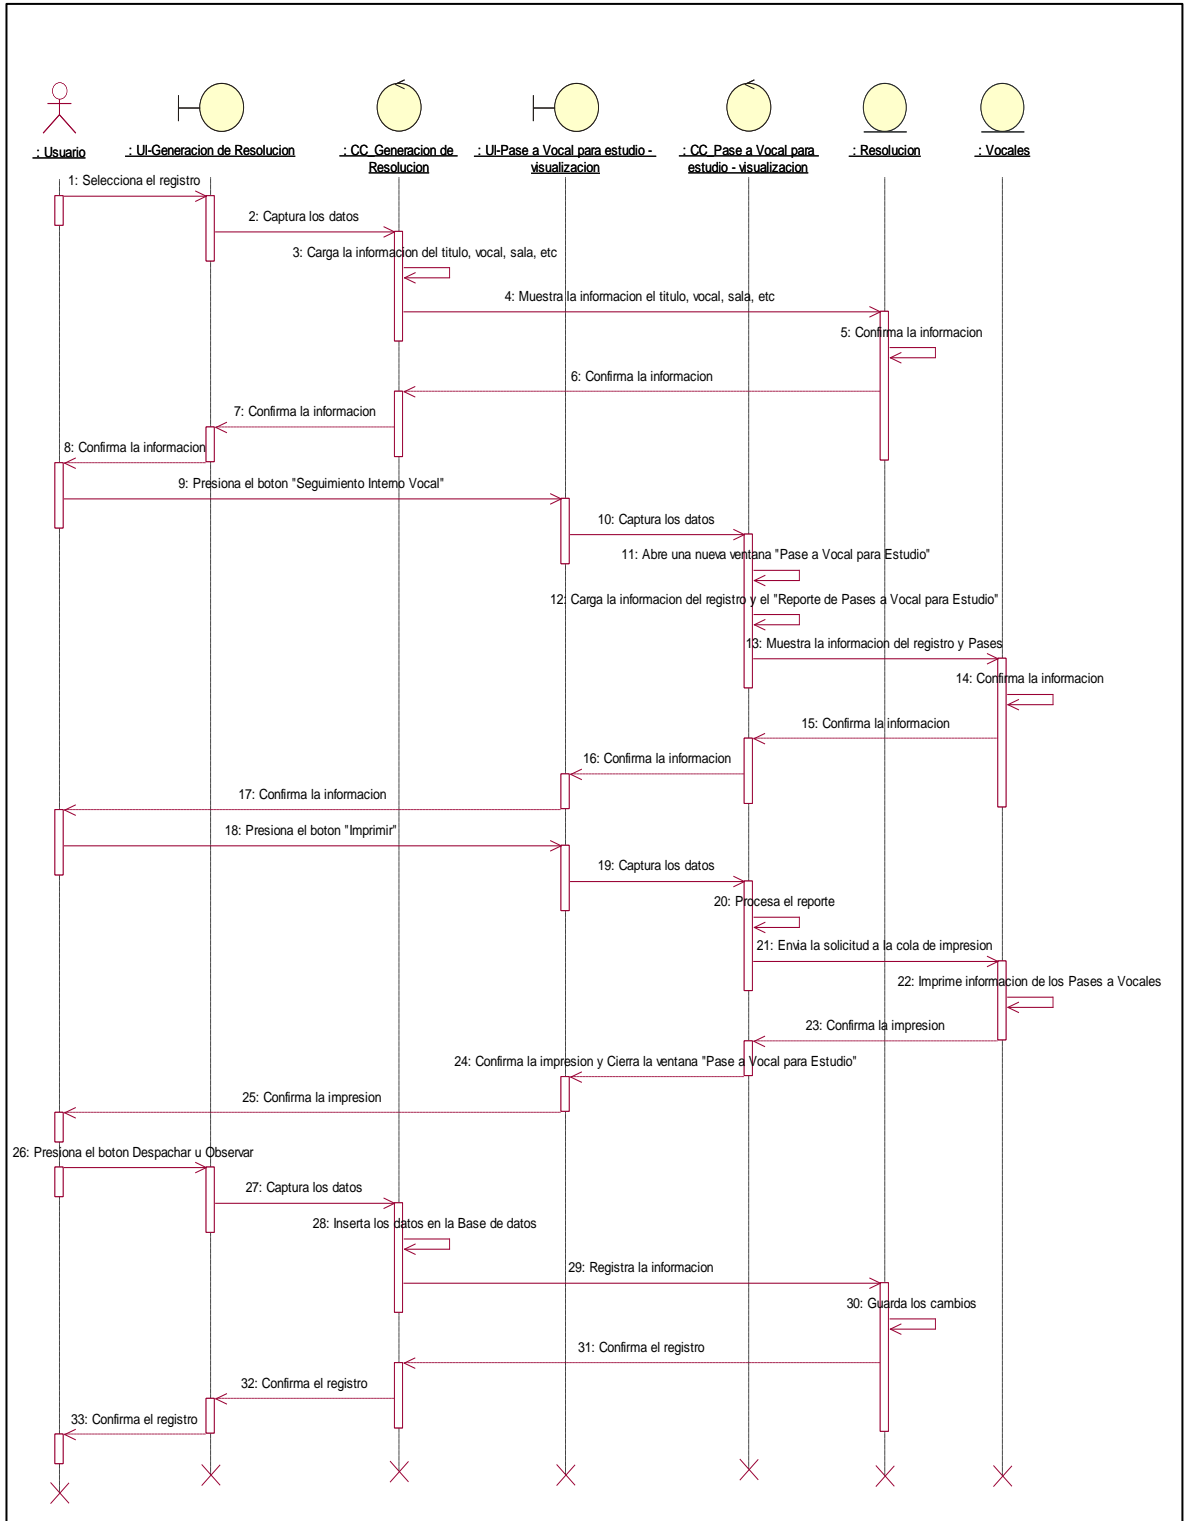 : Usuario
: UI-Generacion de Resolucion
: CC_Generacion de
Resolucion
: UI-Pase a Vocal para estudio -
visualizacion
: CC_Pase a Vocal para
estudio - visualizacion
: Resolucion
: Vocales
1: Selecciona el registro
2: Captura los datos
3: Carga la informacion del titulo, vocal, sala, etc
4: Muestra la informacion el titulo, vocal, sala, etc
5: Confirma la informacion
6: Confirma la informacion
7: Confirma la informacion
8: Confirma la informacion
9: Presiona el boton "Seguimiento Interno Vocal"
10: Captura los datos
11: Abre una nueva ventana "Pase a Vocal para Estudio"
12: Carga la informacion del registro y el "Reporte de Pases a Vocal para Estudio"
13: Muestra la informacion del registro y Pases
14: Confirma la informacion
15: Confirma la informacion
16: Confirma la informacion
17: Confirma la informacion
18: Presiona el boton "Imprimir"
19: Captura los datos
20: Procesa el reporte
21: Envia la solicitud a la cola de impresion
22: Imprime informacion de los Pases a Vocales
23: Confirma la impresion
24: Confirma la impresion y Cierra la ventana "Pase a Vocal para Estudio"
25: Confirma la impresion
26: Presiona el boton Despachar u Observar
27: Captura los datos
28: Inserta los datos en la Base de datos
29: Registra la informacion
30: Guarda los cambios
31: Confirma el registro
32: Confirma el registro
33: Confirma el registro